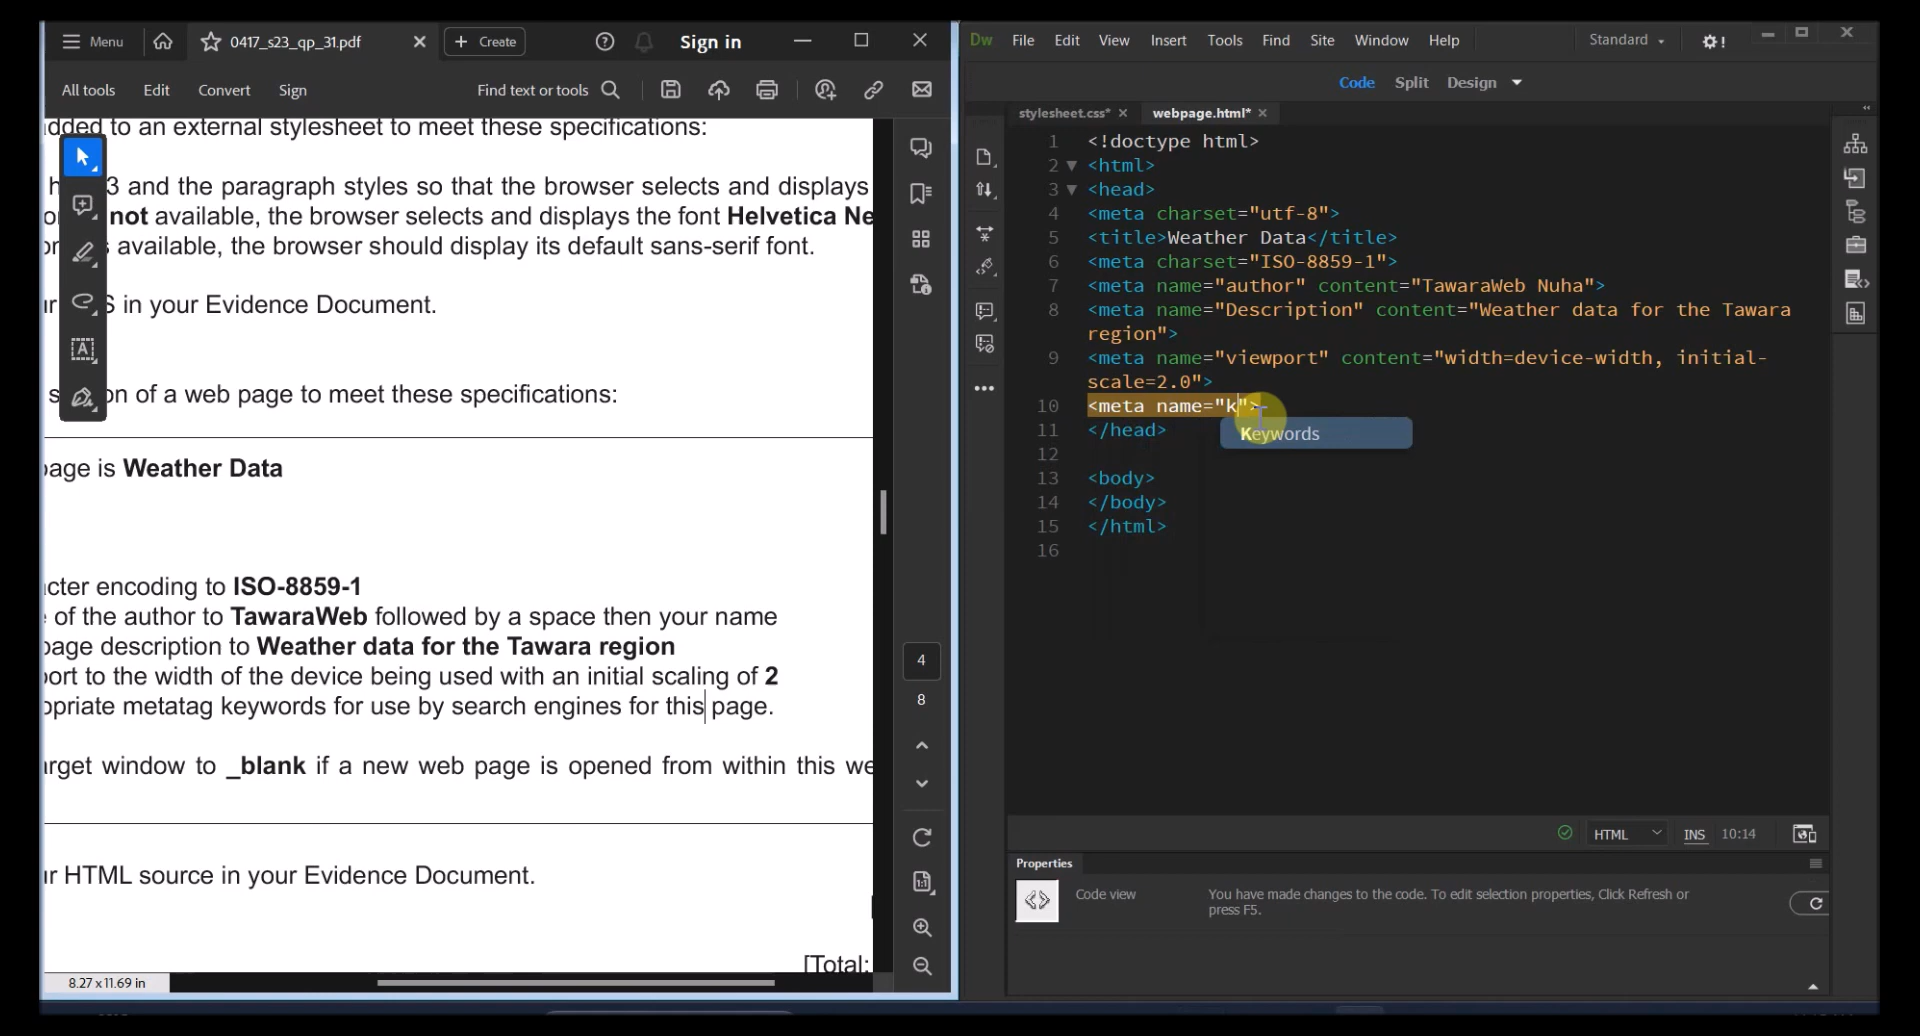 Menu
0417_s23_qp_31.pdf
Create
Sign in
All tools
Edit
Convert
Sign
Find text or tools
added to an external stylesheet to meet these specifications:
3 and the paragraph styles so that the browser selects and displays
not available, the browser selects and displays the font Helvetica Ne
s available, the browser should display its default sans-serif font.
S in your Evidence Document.
on of a web page to meet these specifications:
page is Weather Data
acter encoding to ISO-8859-1
of the author to TawaraWeb followed by a space then your name
page description to Weather data for the Tawara region
port to the width of the device being used with an initial scaling of 2
opriate metatag keywords for use by search engines for this page.
arget window to _blank if a new web page is opened from within this we
ur HTML source in your Evidence Document.
[Total:
8.27 x 11.69 in
4
8
Dw
File
Edit
View
Insert
Tools
Find
Site
Window
Help
Standard
Code
Split
Design
stylesheet.css*
webpage.html*
1 <!doctype html>
2 <html>
3 <head>
4 <meta charset="utf-8">
5 <title>Weather Data</title>
6 <meta charset="ISO-8859-1">
7 <meta name="author" content="TawaraWeb Nuha">
8 <meta name="Description" content="Weather data for the Tawara
region">
9 <meta name="viewport" content="width=device-width, initial-
scale=2.0">
10 <meta name="k">
Keywords
11 </head>
12
13 <body>
14 </body>
15 </html>
16
HTML
INS
10:14
Properties
Code view
You have made changes to the code. To edit selection properties, Click Refresh or
press F5.